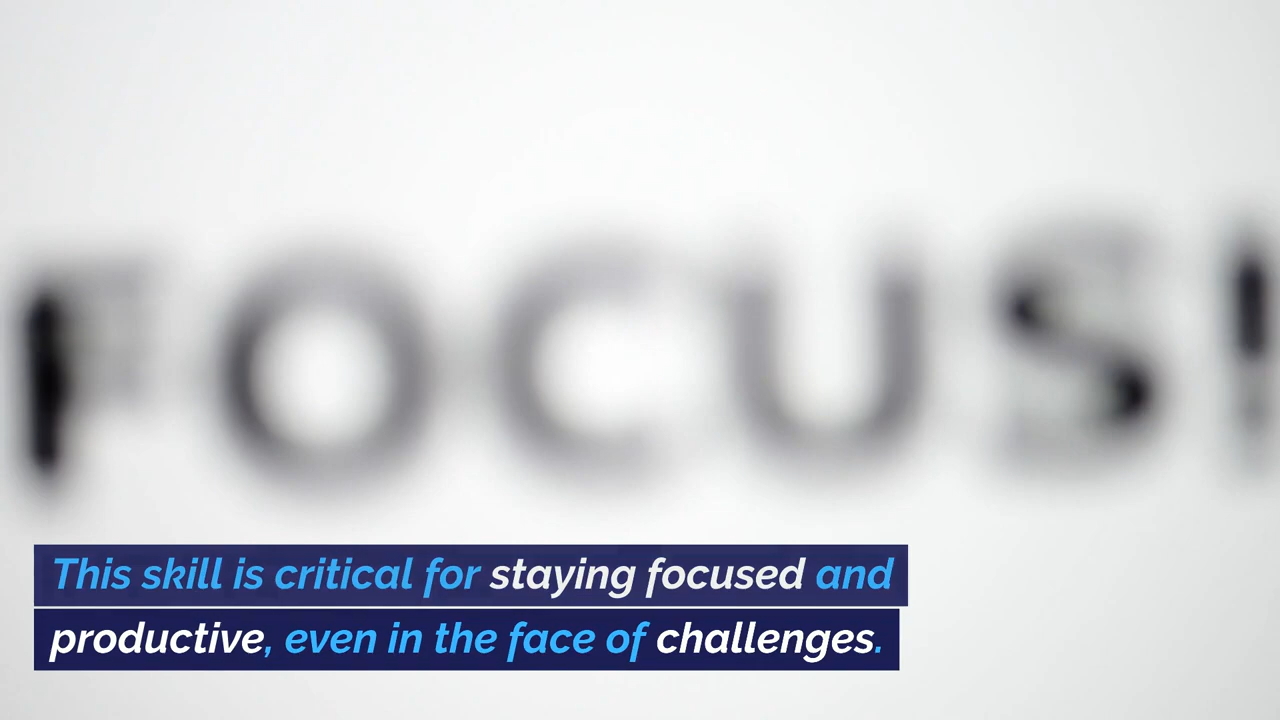 FOCUS!
This skill is critical for staying focused and
productive, even in the face of challenges.